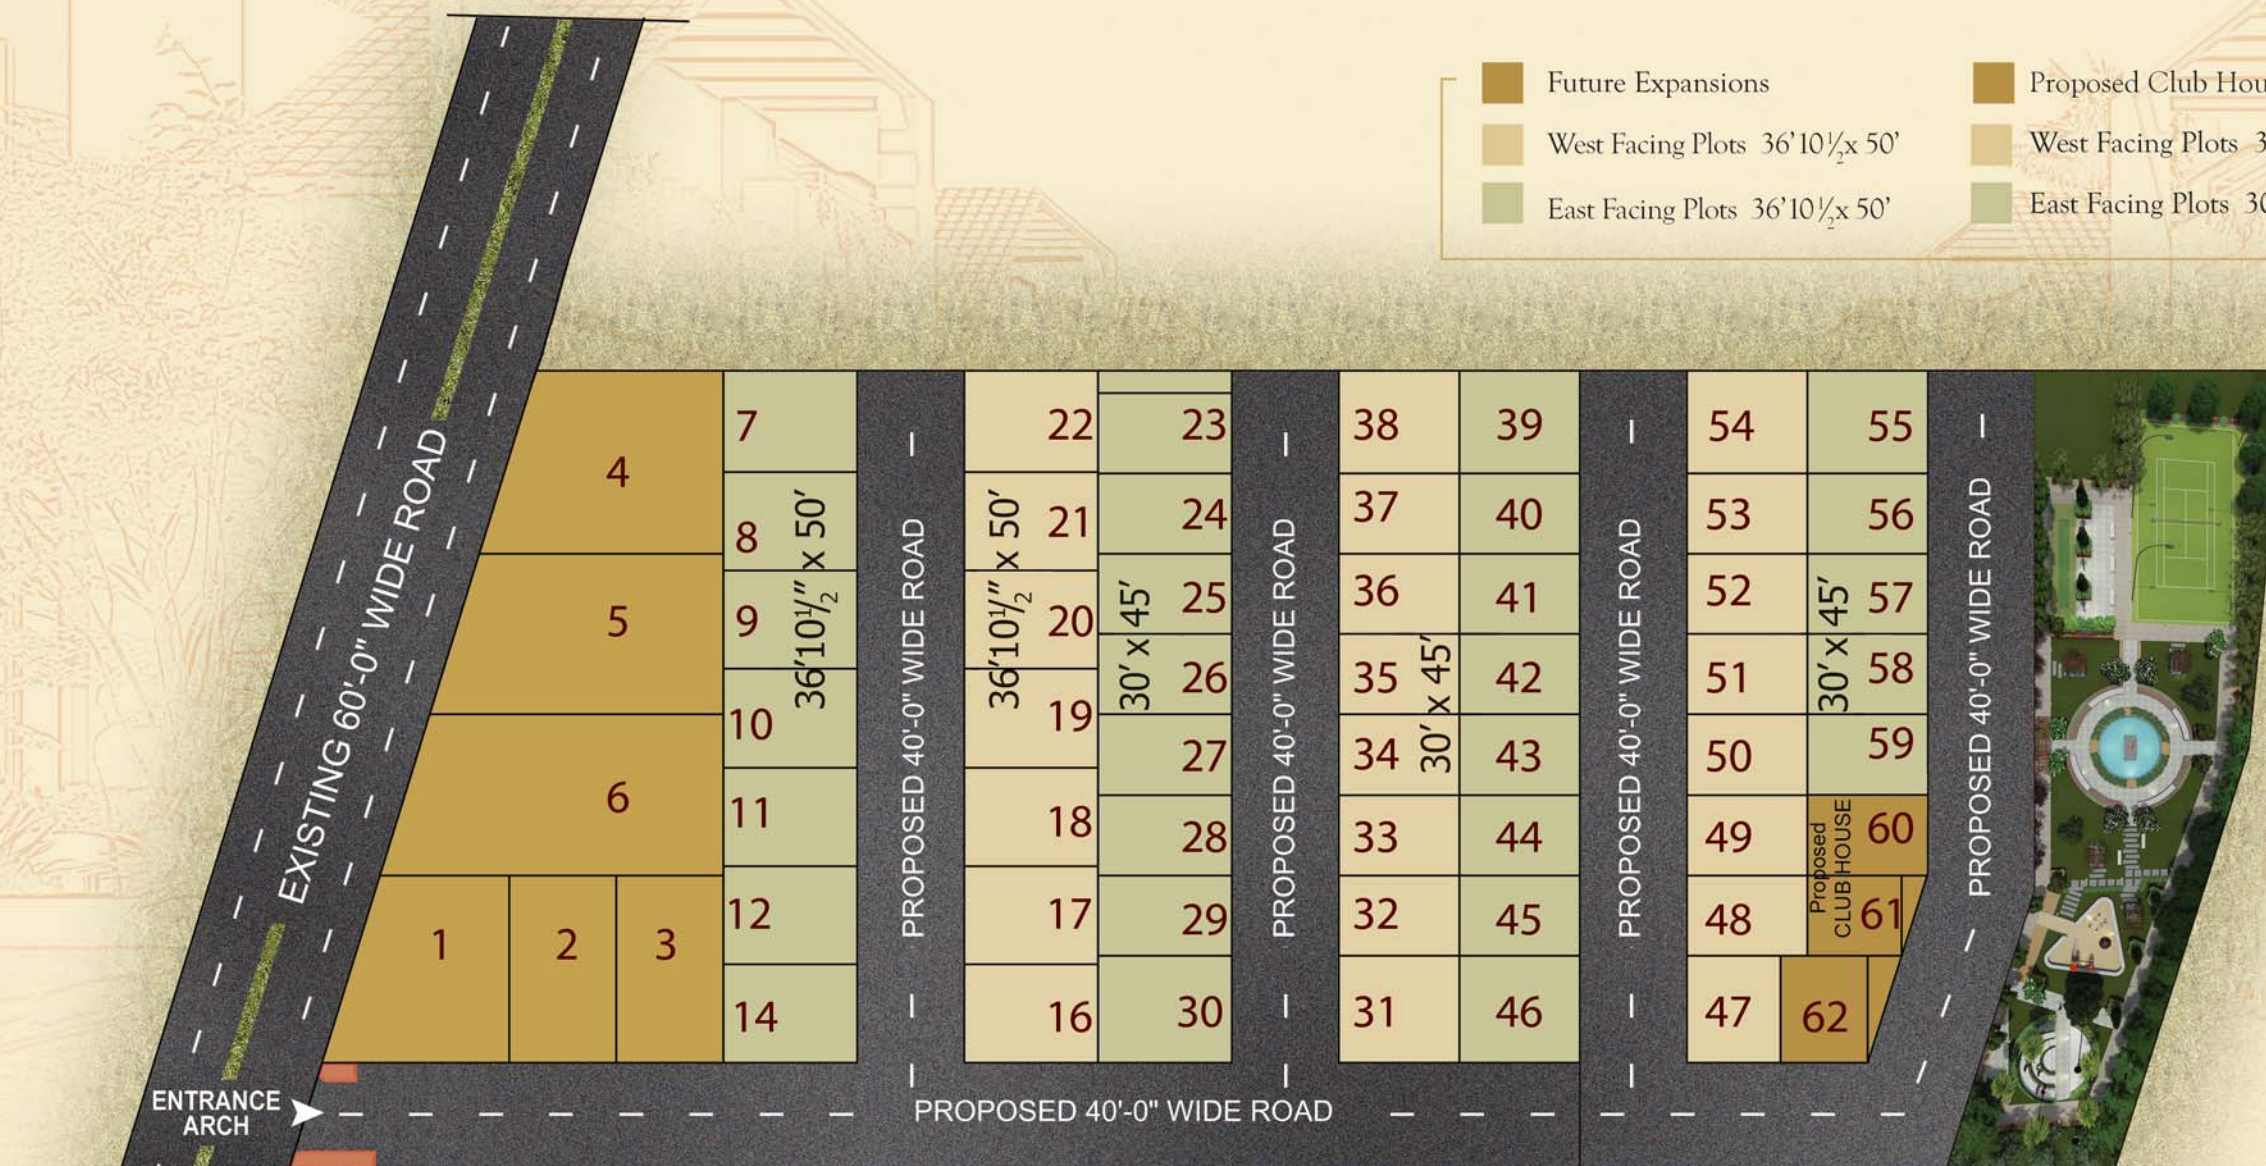 Future Expansions
Proposed Club Hou
West Facing Plots 36'10½x 50'
West Facing Plots 3
East Facing Plots 36'10½x 50'
East Facing Plots 30
EXISTING 60'-0" WIDE ROAD
4
5
6
1
2
3
7
8
9
10
11
12
14
36'10½" x 50'
PROPOSED 40'-0" WIDE ROAD
22
21
20
19
18
17
16
36'10½" x 50'
23
24
25
26
27
28
29
30
30' x 45'
PROPOSED 40'-0" WIDE ROAD
38
37
36
35
34
33
32
31
30' x 45'
39
40
41
42
43
44
45
46
PROPOSED 40'-0" WIDE ROAD
54
53
52
51
50
49
48
47
55
56
57
58
59
30' x 45'
60
61
62
Proposed
CLUB HOUSE
PROPOSED 40'-0" WIDE ROAD
ENTRANCE
ARCH
PROPOSED 40'-0" WIDE ROAD